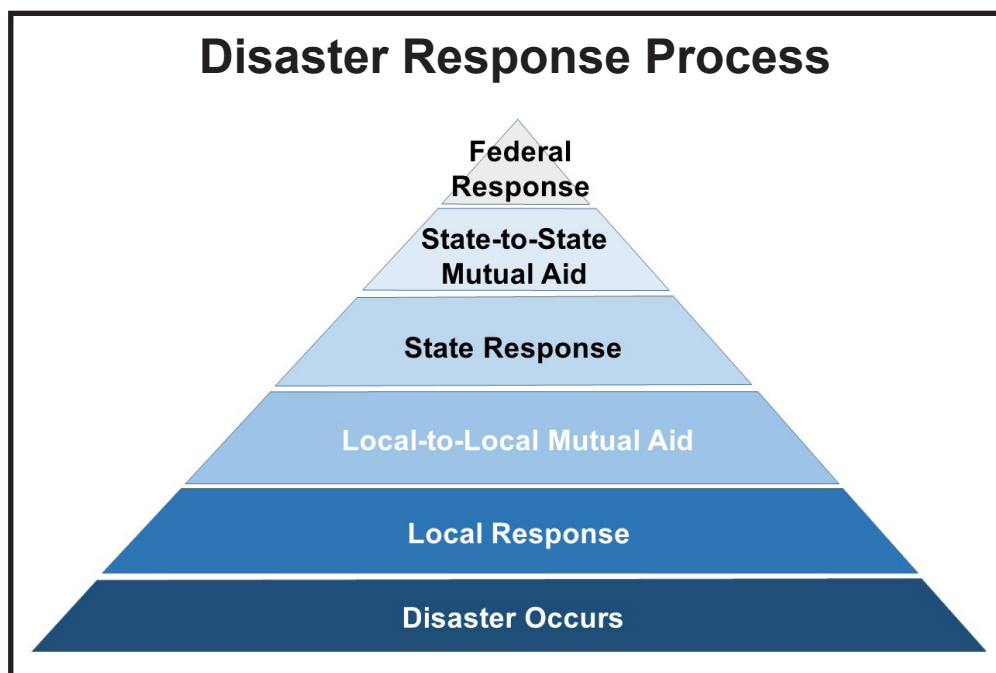 Disaster Response Process
Federal
Response
State-to-State
Mutual Aid
State Response
Local-to-Local Mutual Aid
Local Response
Disaster Occurs